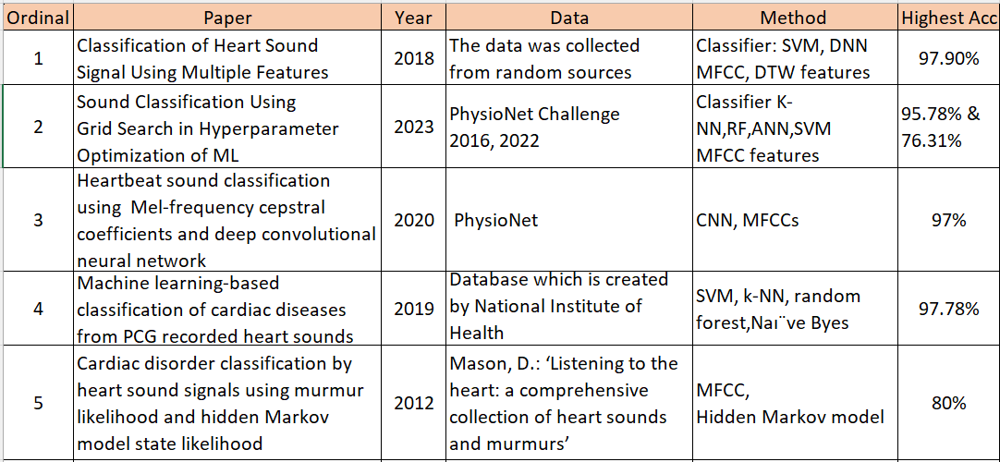 Ordinal Paper Year Data Method Highest Acc
1
Classification of Heart Sound
Signal Using Multiple Features
2018
The data was collected
from random sources
Classifier: SVM, DNN
MFCC, DTW features
97.90%
2
Sound Classification Using
Grid Search in Hyperparameter
Optimization of ML
2023
PhysioNet Challenge
2016, 2022
Classifier K-
NN,RF,ANN,SVM
MFCC features
95.78% &
76.31%
3
Heartbeat sound classification
using Mel-frequency cepstral
coefficients and deep convolutional
neural network
2020
PhysioNet
CNN, MFCCs
97%
4
Machine learning-based
classification of cardiac diseases
from PCG recorded heart sounds
2019
Database which is created
by National Institute of
Health
SVM, k-NN, random
forest,Naı¨ve Byes
97.78%
5
Cardiac disorder classification by
heart sound signals using murmur
likelihood and hidden Markov
model state likelihood
2012
Mason, D.: ‘Listening to the
heart: a comprehensive
collection of heart sounds
and murmurs’
MFCC,
Hidden Markov model
80%